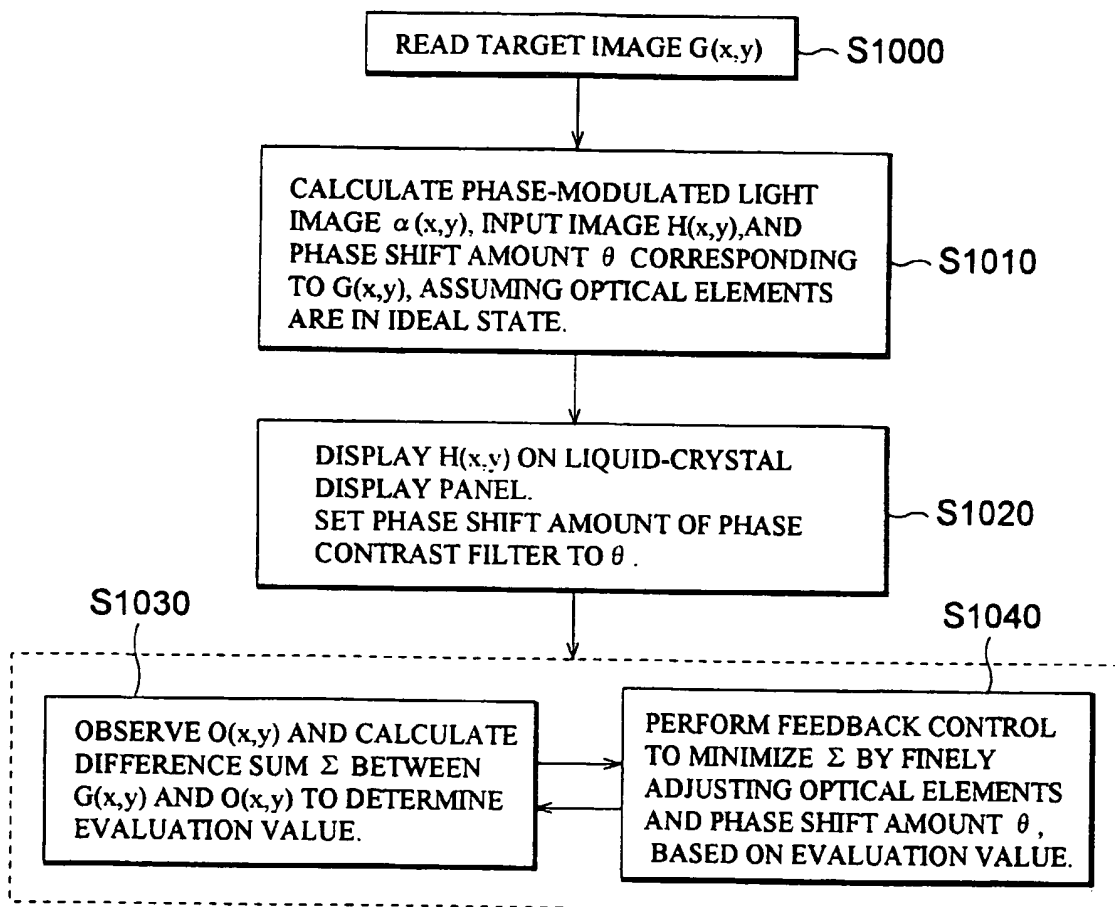 READ TARGET IMAGE G(x,y)
S1000
CALCULATE PHASE-MODULATED LIGHT
IMAGE α(x,y), INPUT IMAGE H(x,y),AND
PHASE SHIFT AMOUNT θ CORRESPONDING
TO G(x,y), ASSUMING OPTICAL ELEMENTS
ARE IN IDEAL STATE.
S1010
DISPLAY H(x,y) ON LIQUID-CRYSTAL
DISPLAY PANEL.
SET PHASE SHIFT AMOUNT OF PHASE
CONTRAST FILTER TO θ.
S1020
S1030
OBSERVE O(x,y) AND CALCULATE
DIFFERENCE SUM Σ BETWEEN
G(x,y) AND O(x,y) TO DETERMINE
EVALUATION VALUE.
S1040
PERFORM FEEDBACK CONTROL
TO MINIMIZE Σ BY FINELY
ADJUSTING OPTICAL ELEMENTS
AND PHASE SHIFT AMOUNT θ,
BASED ON EVALUATION VALUE.